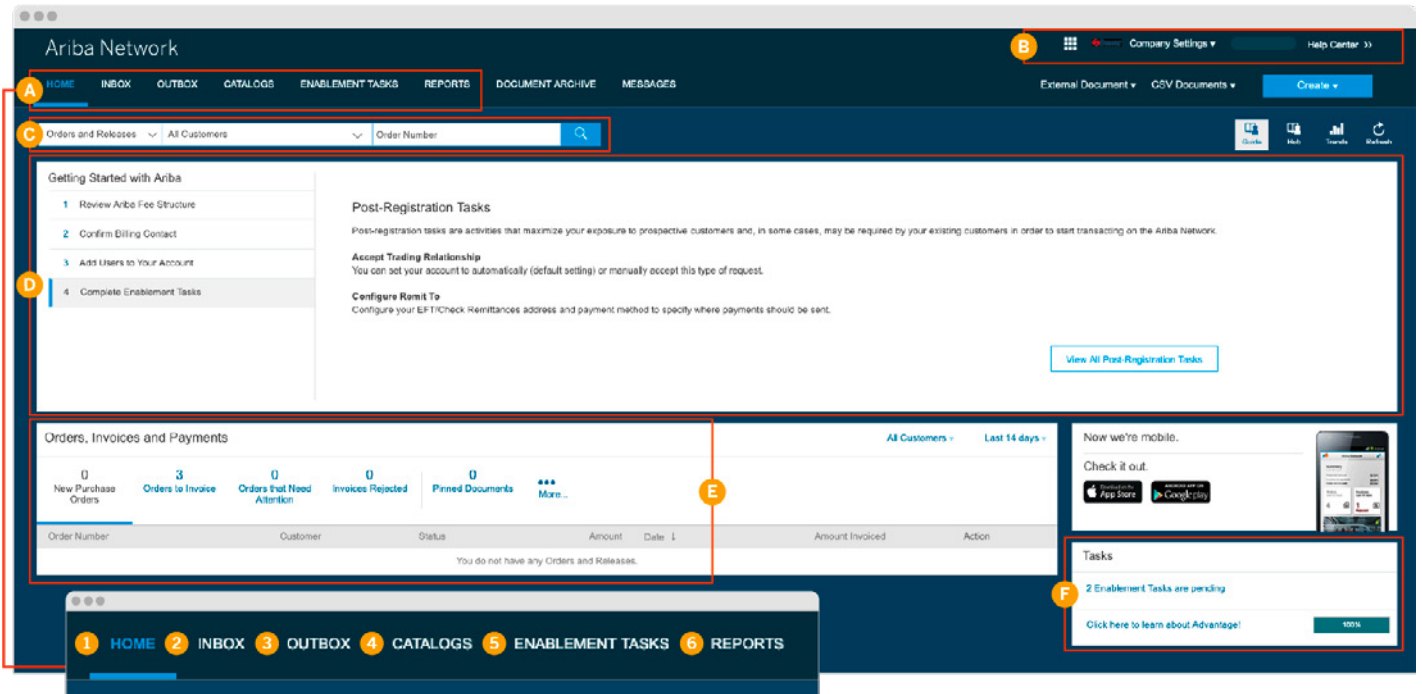 Ariba Network
B
Company Settings
Help Center >>
A
HOME INBOX OUTBOX CATALOGS ENABLEMENT TASKS REPORTS DOCUMENT ARCHIVE MESSAGES
External Document CSV Documents Create
C
Orders and Releases All Customers Order Number
Guide Hub Trends Refresh
Getting Started with Ariba
1 Review Ariba Fee Structure
2 Confirm Billing Contact
3 Add Users to Your Account
D
4 Complete Enablement Tasks
Post-Registration Tasks
Post-registration tasks are activities that maximize your exposure to prospective customers and, in some cases, may be required by your existing customers in order to start transacting on the Ariba Network.
Accept Trading Relationship
You can set your account to automatically (default setting) or manually accept this type of request.
Configure Remit To
Configure your EFT/Check Remittances address and payment method to specify where payments should be sent.
View All Post-Registration Tasks
Orders, Invoices and Payments
All Customers Last 14 days
0 3 0 0 0
New Purchase Orders to Invoice Orders that Need Invoices Rejected Pinned Documents More...
Orders Attention
E
Order Number Customer Status Amount Date ↓ Amount Invoiced Action
You do not have any Orders and Releases.
Now we're mobile.
Check it out.
App Store
Google play
Tasks
F
2 Enablement Tasks are pending
Click here to learn about Advantage! 100%
1 HOME 2 INBOX 3 OUTBOX 4 CATALOGS 5 ENABLEMENT TASKS 6 REPORTS